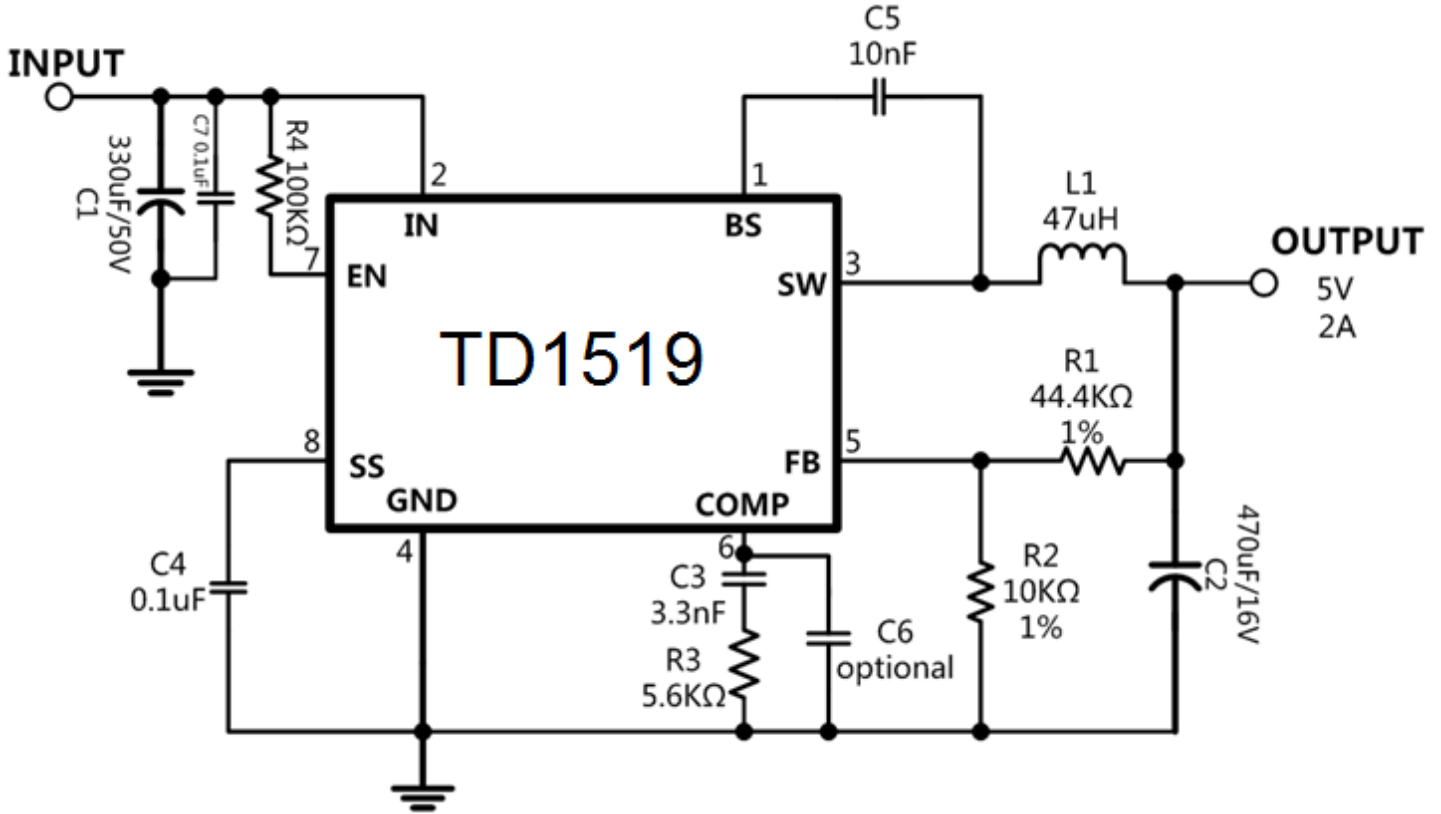 C5
10nF
INPUT
C7 0.1uF
R4 100KΩ
330uF/50V
C1
2
1
IN
BS
L1
47uH
OUTPUT
5V
2A
7
EN
3
SW
TD1519
R1
44.4KΩ
1%
8
SS
5
FB
GND
COMP
4
6
C4
0.1uF
C3
3.3nF
R3
5.6KΩ
C6
optional
R2
10KΩ
1%
470uF/16V
C2